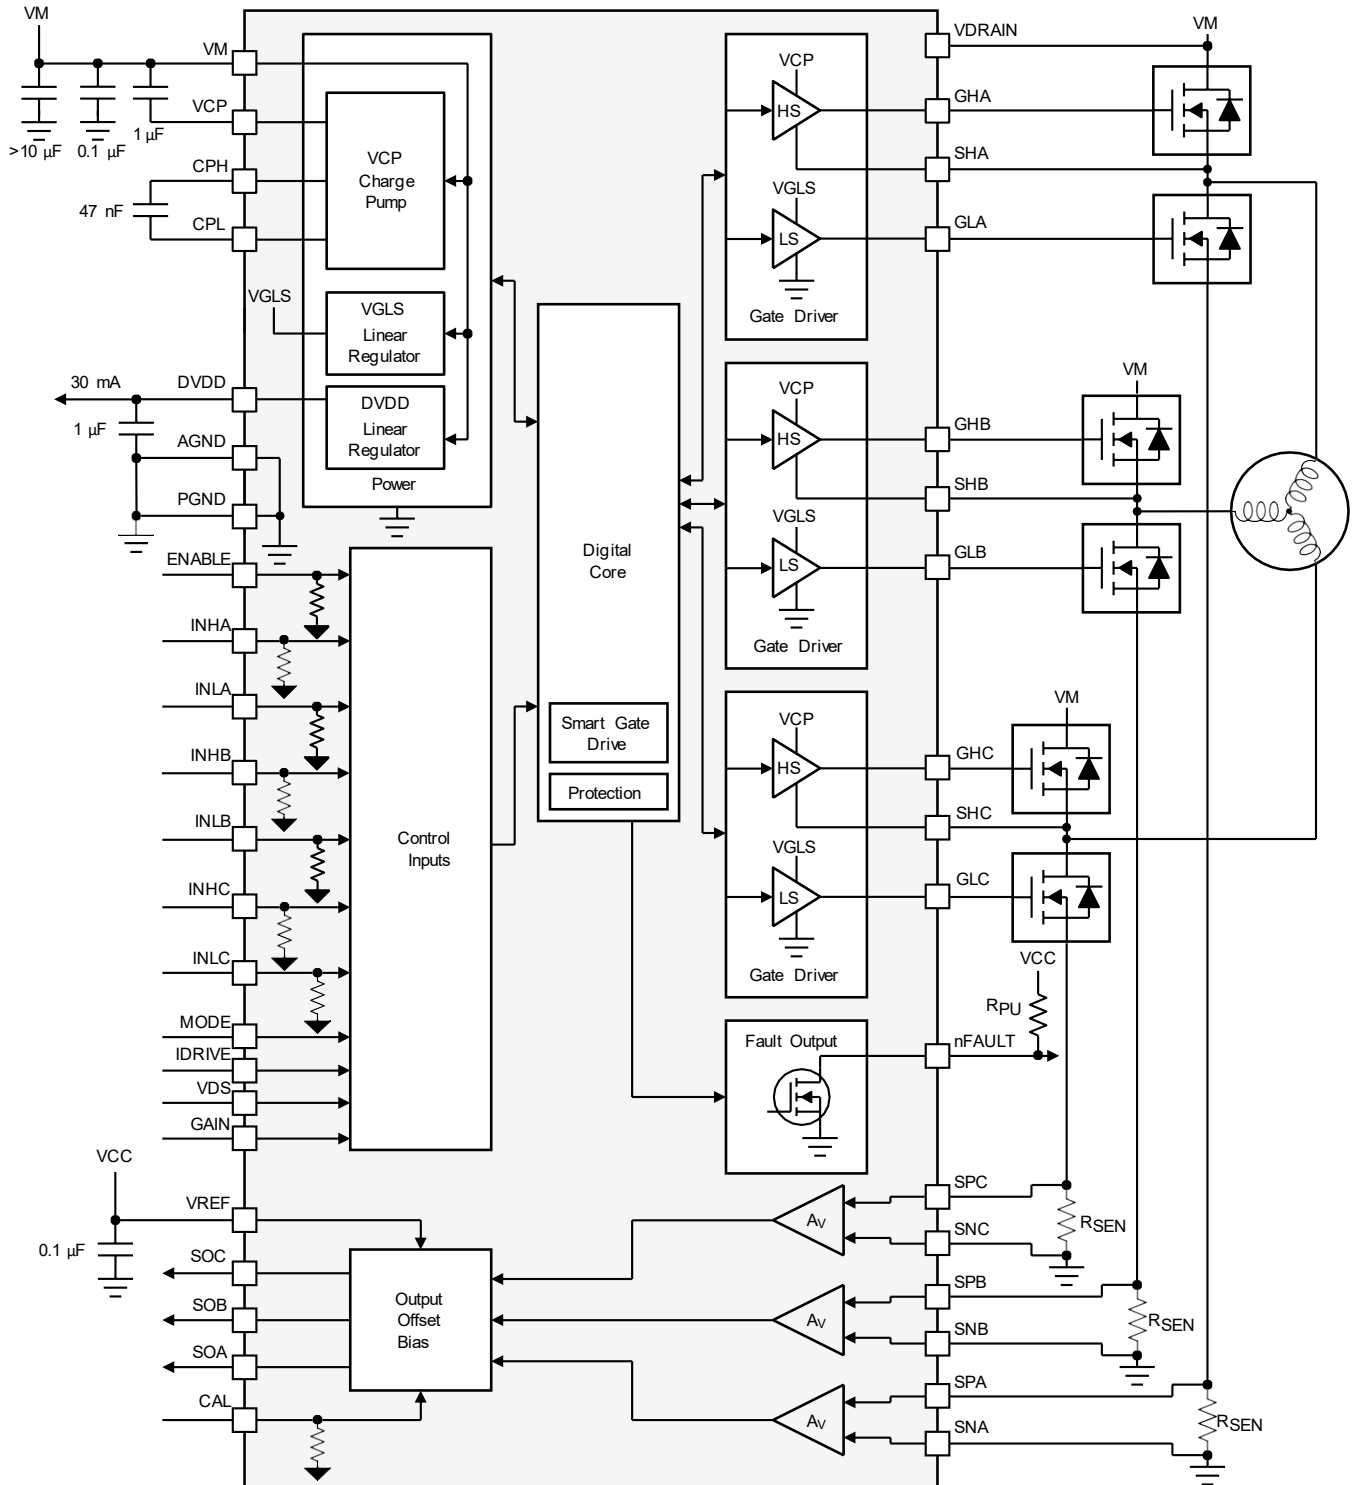 VM
VM
VCP
>10 µF
0.1 µF
1 µF
CPH
47 nF
CPL
VCP
Charge
Pump
VGLS
VGLS
Linear
Regulator
30 mA
DVDD
1 µF
DVDD
Linear
Regulator
AGND
Power
PGND
ENABLE
INHA
INLA
INHB
INLB
INHC
INLC
MODE
IDRIVE
VDS
GAIN
Control
Inputs
Digital
Core
Smart Gate
Drive
Protection
VCP
HS
VGLS
LS
Gate Driver
VCP
HS
VGLS
LS
Gate Driver
VCP
HS
VGLS
LS
Gate Driver
Fault Output
VDRAIN
VM
GHA
SHA
GLA
VM
GHB
SHB
GLB
VM
GHC
SHC
GLC
VCC
RPU
nFAULT
VCC
VREF
0.1 µF
SOC
SOB
SOA
CAL
Output
Offset
Bias
AV
SPC
SNC
RSEN
AV
SPB
SNB
RSEN
AV
SPA
SNA
RSEN